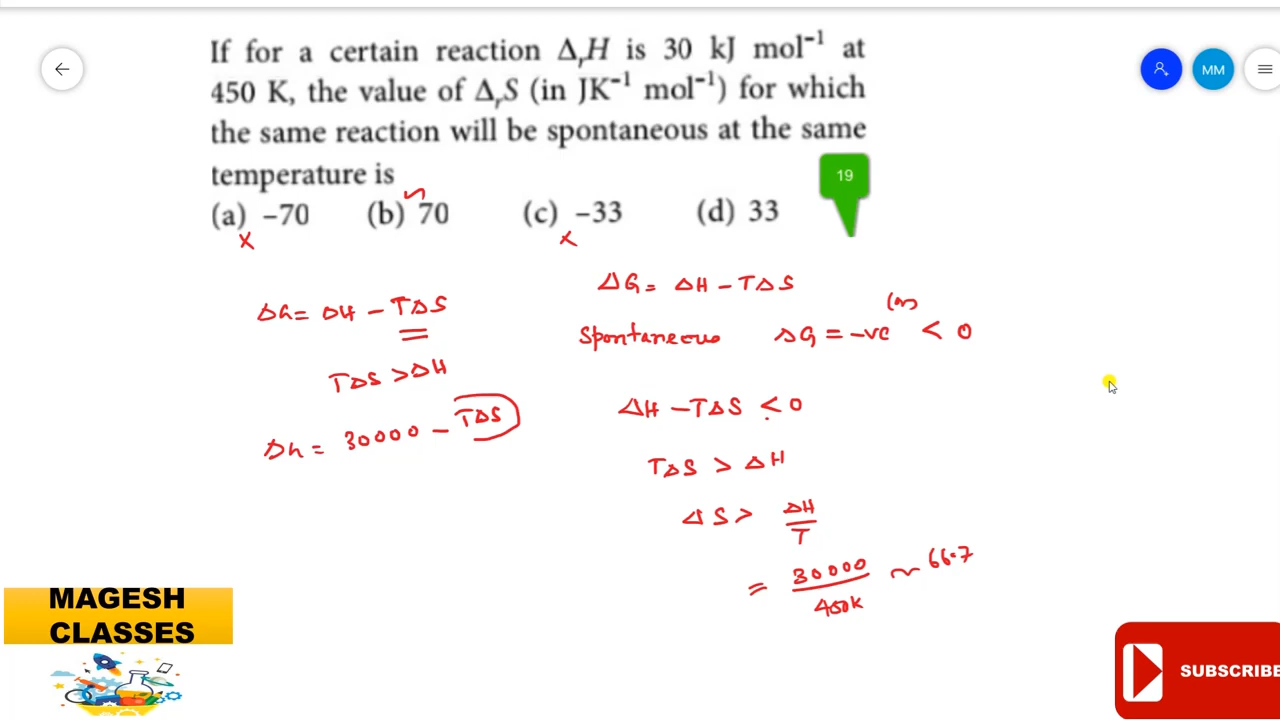 If for a certain reaction ΔᵣH is 30 kJ mol⁻¹ at
450 K, the value of ΔᵣS (in JK⁻¹ mol⁻¹) for which
the same reaction will be spontaneous at the same
temperature is
(a) −70 (b) 70 (c) −33 (d) 33
19
MM
x x
ΔG = ΔH − TΔS
TΔS > ΔH
ΔG = 30000 − TΔS
ΔG = ΔH − TΔS
Spontaneous ΔG = −ve (or) < 0
ΔH − TΔS < 0
TΔS > ΔH
ΔS > ΔH/T
= 30000/450K ~ 66.7
MAGESH
CLASSES
SUBSCRIBE